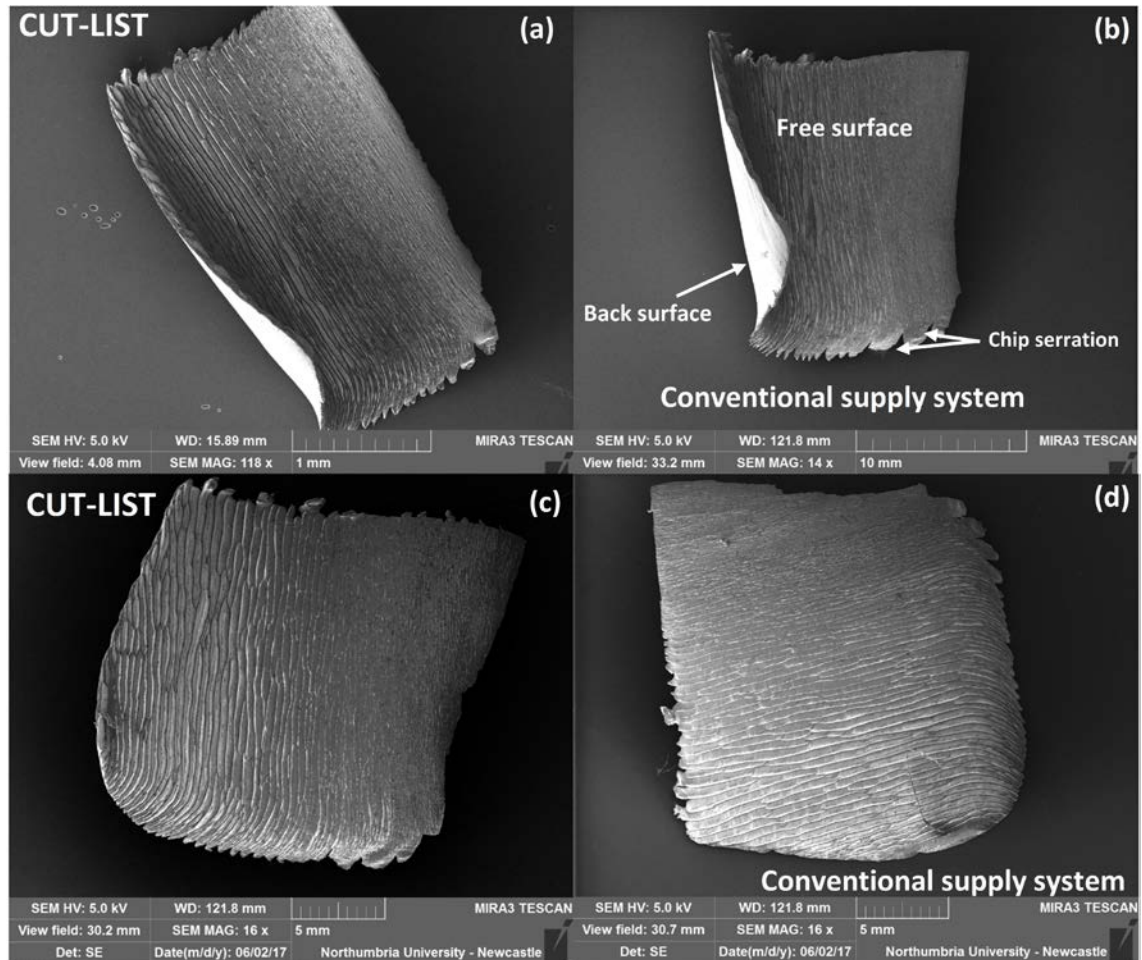 CUT-LIST
(a)
SEM HV: 5.0 kV WD: 15.89 mm MIRA3 TESCAN
View field: 4.08 mm SEM MAG: 118 x 1 mm
(b)
Free surface
Back surface
Chip serration
Conventional supply system
SEM HV: 5.0 kV WD: 121.8 mm MIRA3 TESCAN
View field: 33.2 mm SEM MAG: 14 x 10 mm
CUT-LIST
(c)
SEM HV: 5.0 kV WD: 121.8 mm MIRA3 TESCAN
View field: 30.2 mm SEM MAG: 16 x 5 mm
Det: SE Date(m/d/y): 06/02/17 Northumbria University - Newcastle
(d)
Conventional supply system
SEM HV: 5.0 kV WD: 121.8 mm MIRA3 TESCAN
View field: 30.7 mm SEM MAG: 16 x 5 mm
Det: SE Date(m/d/y): 06/02/17 Northumbria University - Newcastle